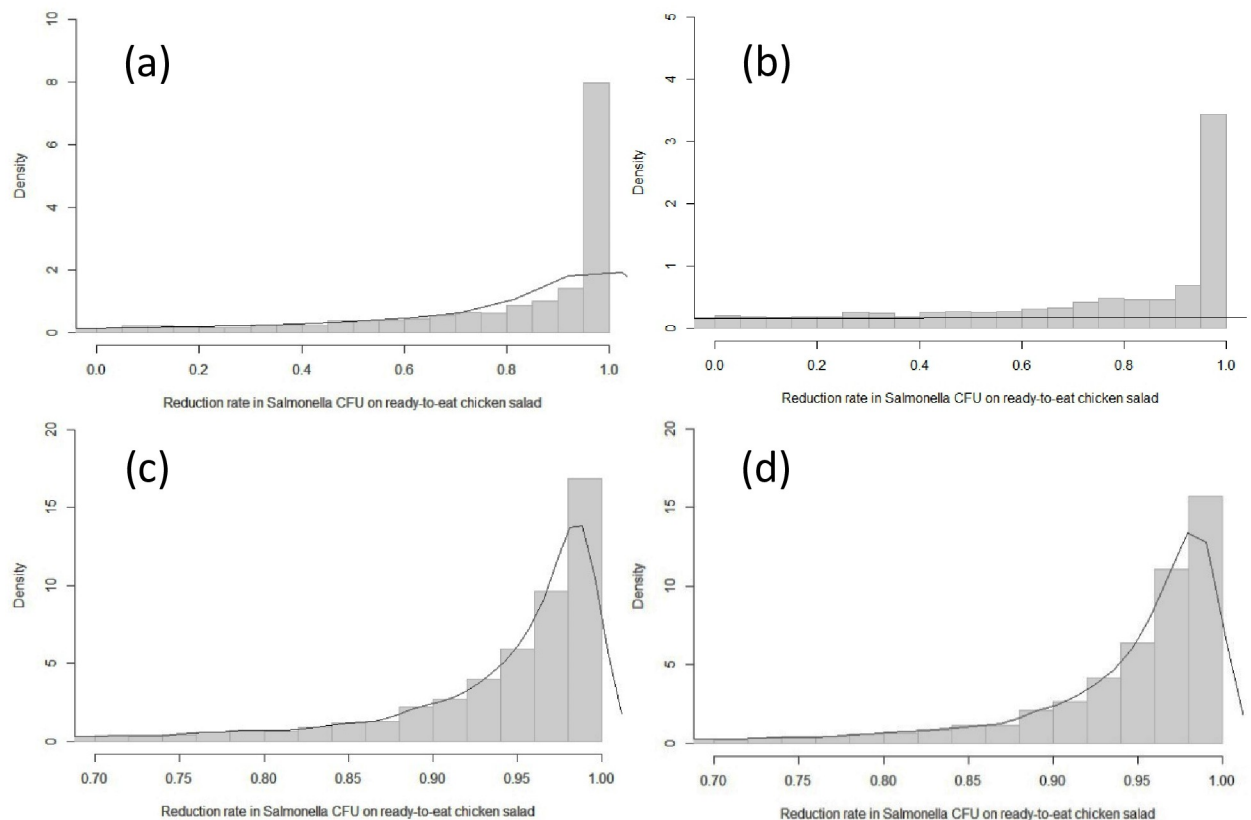 (a)
10
8
6
4
2
0
Density
0.0 0.2 0.4 0.6 0.8 1.0
Reduction rate in Salmonella CFU on ready-to-eat chicken salad
(b)
5
4
3
2
1
0
Density
0.0 0.2 0.4 0.6 0.8 1.0
Reduction rate in Salmonella CFU on ready-to-eat chicken salad
(c)
20
15
10
5
0
Density
0.70 0.75 0.80 0.85 0.90 0.95 1.00
Reduction rate in Salmonella CFU on ready-to-eat chicken salad
(d)
20
15
10
5
0
Density
0.70 0.75 0.80 0.85 0.90 0.95 1.00
Reduction rate in Salmonella CFU on ready-to-eat chicken salad